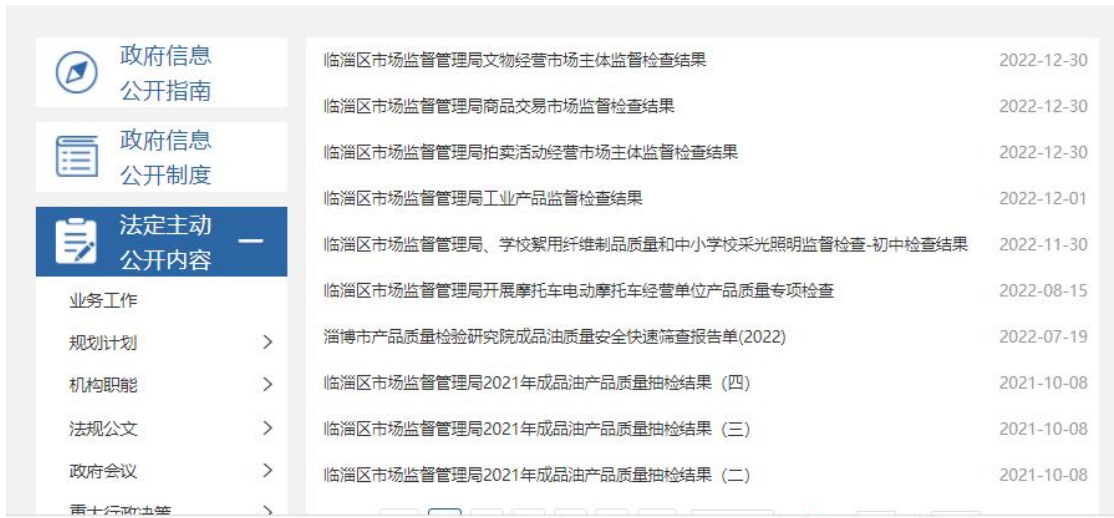 政府信息
公开指南
政府信息
公开制度
法定主动
公开内容
业务工作
规划计划
机构职能
法规公文
政府会议
重大行政决策
临淄区市场监督管理局文物经营市场主体监督检查结果 2022-12-30
临淄区市场监督管理局商品交易市场监督检查结果 2022-12-30
临淄区市场监督管理局拍卖活动经营市场主体监督检查结果 2022-12-30
临淄区市场监督管理局工业产品监督检查结果 2022-12-01
临淄区市场监督管理局、学校絮用纤维制品质量和中小学校采光照明监督检查-初中检查结果 2022-11-30
临淄区市场监督管理局开展摩托车电动摩托车经营单位产品质量专项检查 2022-08-15
淄博市产品质量检验研究院成品油质量安全快速筛查报告单(2022) 2022-07-19
临淄区市场监督管理局2021年成品油产品质量抽检结果（四） 2021-10-08
临淄区市场监督管理局2021年成品油产品质量抽检结果（三） 2021-10-08
临淄区市场监督管理局2021年成品油产品质量抽检结果（二） 2021-10-08